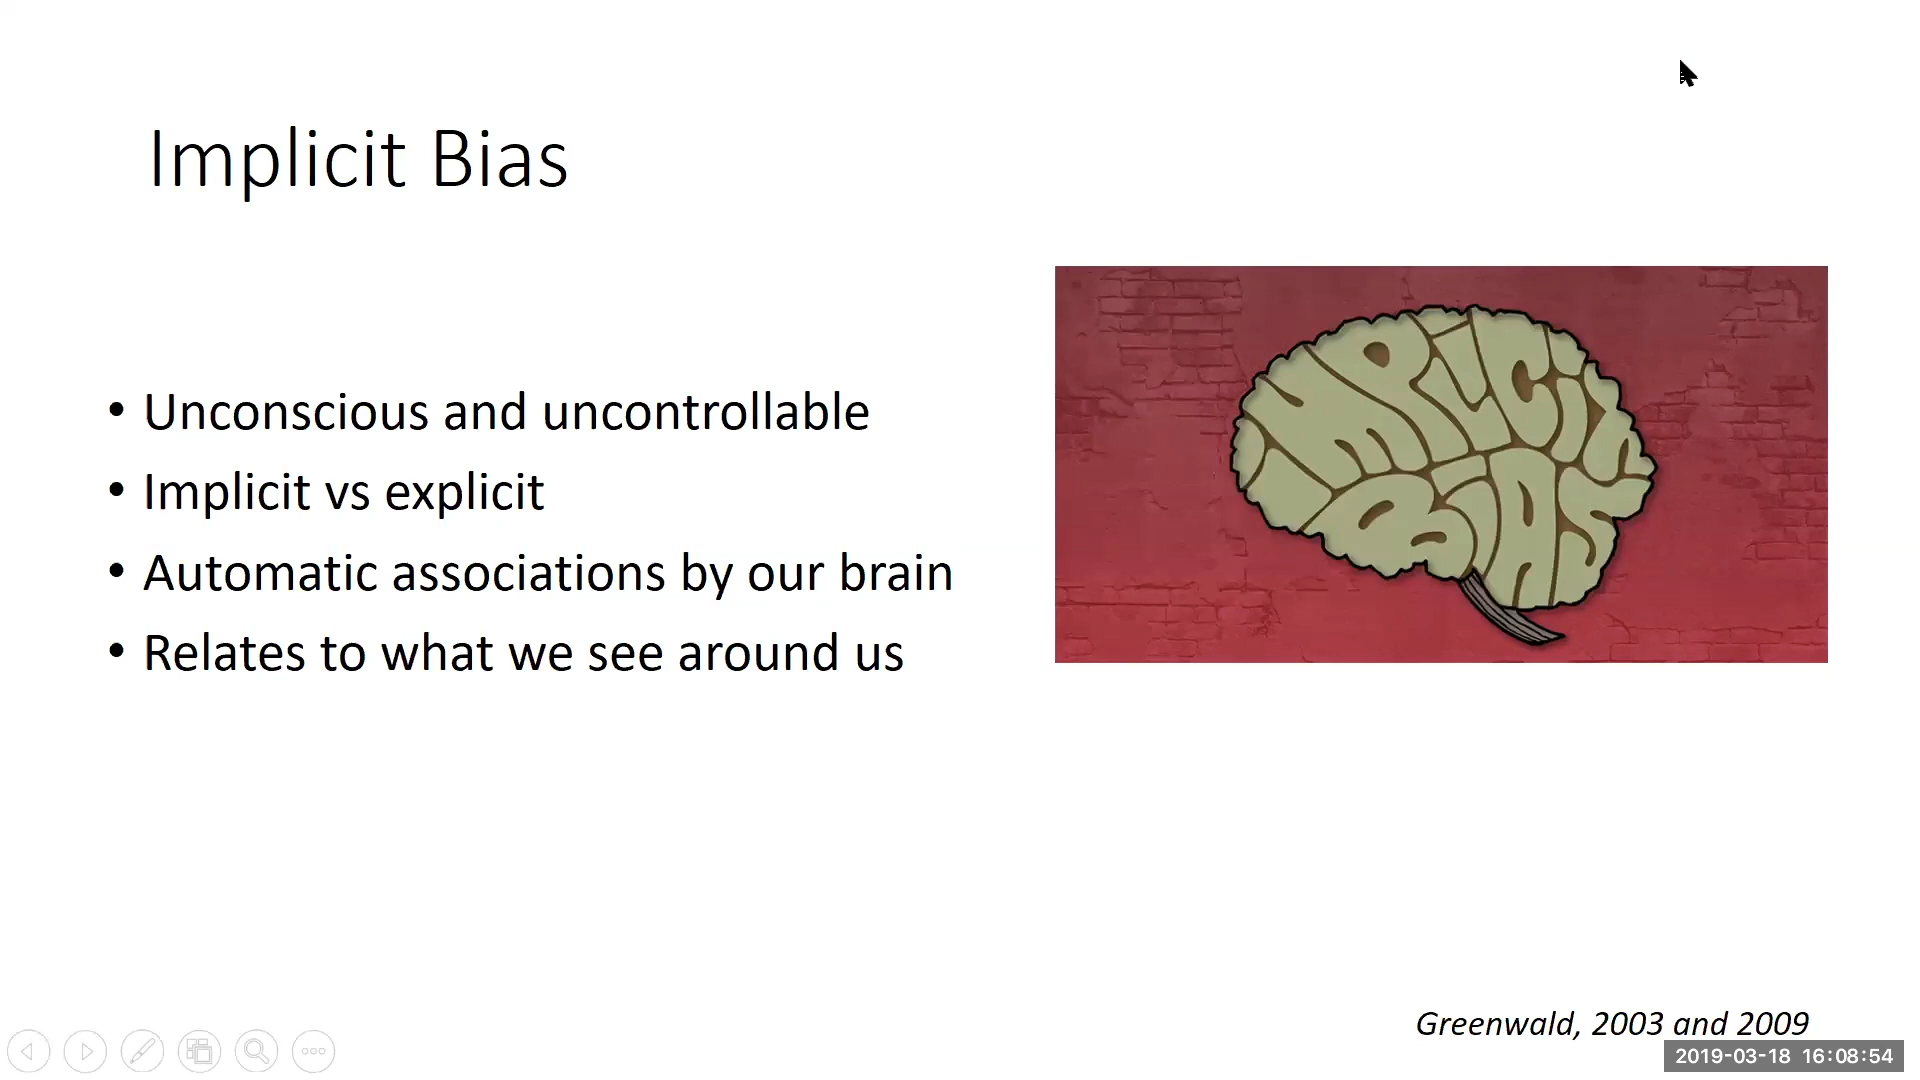 Implicit Bias
• Unconscious and uncontrollable
• Implicit vs explicit
• Automatic associations by our brain
• Relates to what we see around us
IMPLICIT
BIAS
Greenwald, 2003 and 2009
2019-03-18 16:08:54